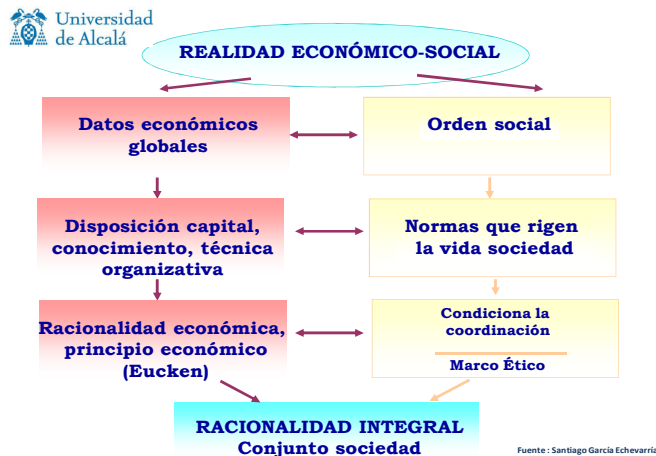 Universidad
de Alcalá
REALIDAD ECONÓMICO-SOCIAL
Datos económicos
globales
Orden social
Disposición capital,
conocimiento, técnica
organizativa
Normas que rigen
la vida sociedad
Racionalidad económica,
principio económico
(Eucken)
Condiciona la
coordinación
Marco Ético
RACIONALIDAD INTEGRAL
Conjunto sociedad
Fuente : Santiago García Echevarría